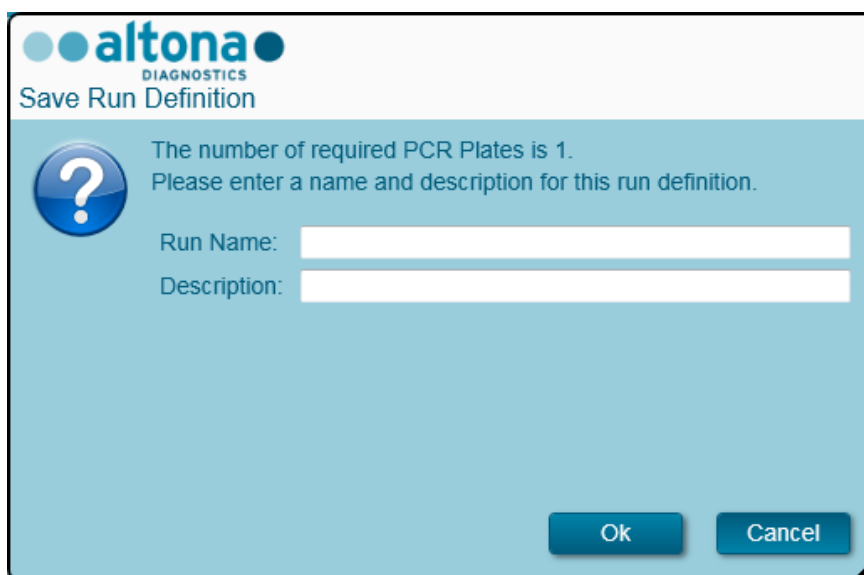 altona
DIAGNOSTICS
Save Run Definition
The number of required PCR Plates is 1.
Please enter a name and description for this run definition.
Run Name:
Description:
Ok Cancel